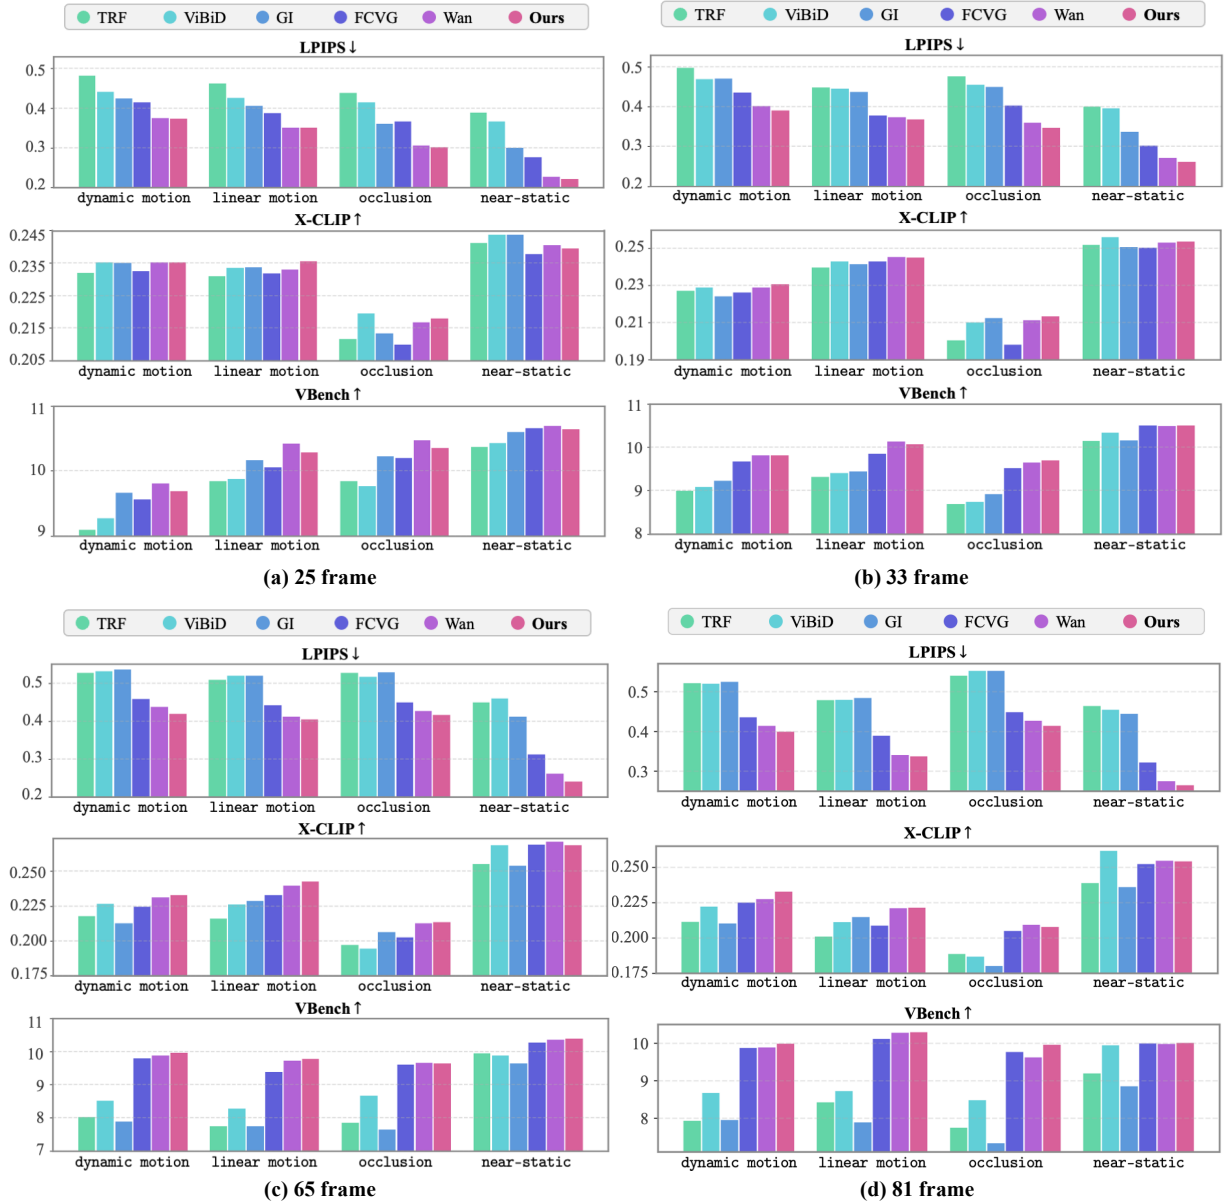 TRF ViBiD GI FCVG Wan Ours
LPIPS↓
0.5
0.4
0.3
0.2
dynamic motion linear motion occlusion near-static
X-CLIP↑
0.245
0.235
0.225
0.215
0.205
dynamic motion linear motion occlusion near-static
VBench↑
11
10
9
dynamic motion linear motion occlusion near-static
(a) 25 frame
TRF ViBiD GI FCVG Wan Ours
LPIPS↓
0.5
0.4
0.3
0.2
dynamic motion linear motion occlusion near-static
X-CLIP↑
0.25
0.23
0.21
0.19
dynamic motion linear motion occlusion near-static
VBench↑
11
10
9
8
dynamic motion linear motion occlusion near-static
(b) 33 frame
TRF ViBiD GI FCVG Wan Ours
LPIPS↓
0.5
0.4
0.3
0.2
dynamic motion linear motion occlusion near-static
X-CLIP↑
0.250
0.225
0.200
0.175
dynamic motion linear motion occlusion near-static
VBench↑
11
10
9
8
7
dynamic motion linear motion occlusion near-static
(c) 65 frame
TRF ViBiD GI FCVG Wan Ours
LPIPS↓
0.5
0.4
0.3
dynamic motion linear motion occlusion near-static
X-CLIP↑
0.250
0.225
0.200
0.175
dynamic motion linear motion occlusion near-static
VBench↑
10
9
8
dynamic motion linear motion occlusion near-static
(d) 81 frame